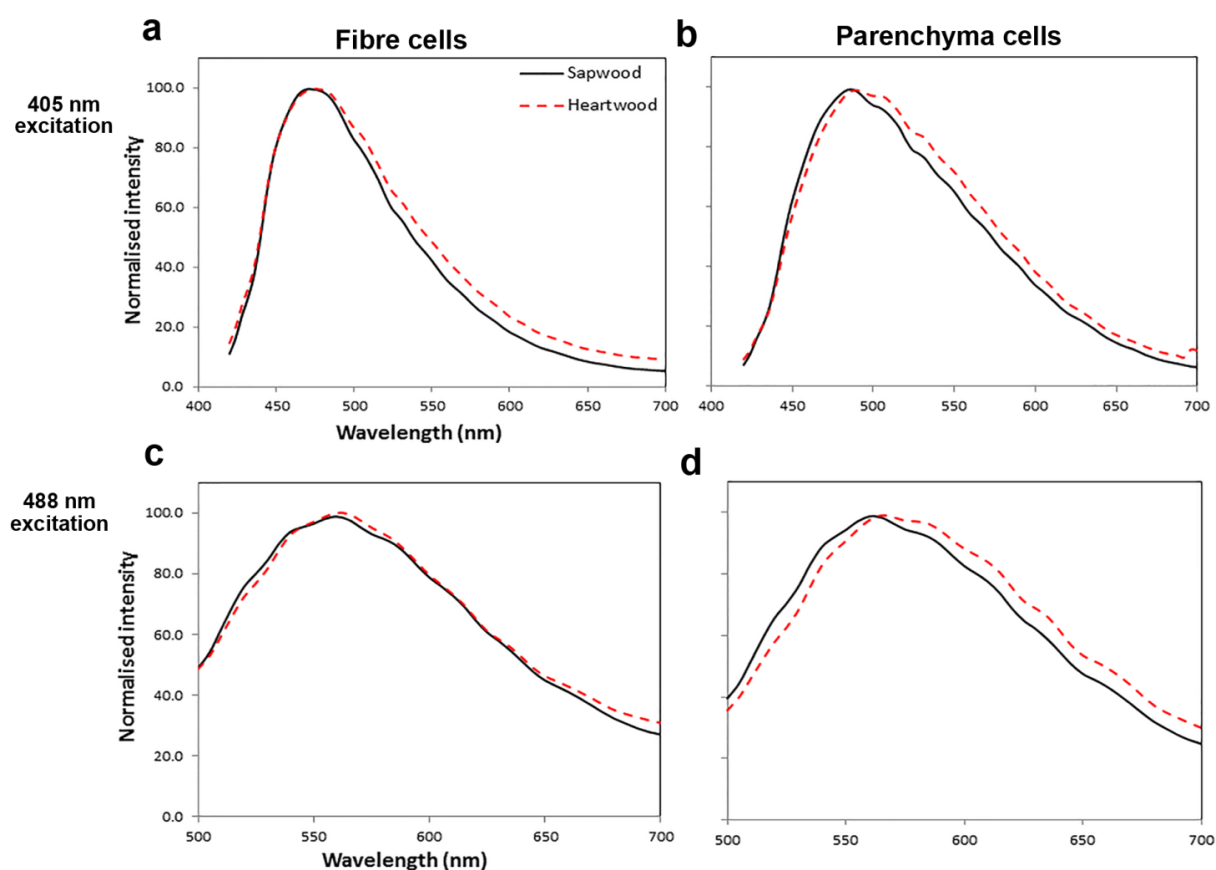 a
Fibre cells
b
Parenchyma cells
405 nm
excitation
Normalised intensity
100.0
80.0
60.0
40.0
20.0
0.0
Sapwood
Heartwood
400 450 500 550 600 650 700
Wavelength (nm)
400 450 500 550 600 650 700
c
d
488 nm
excitation
Normalised intensity
100.0
80.0
60.0
40.0
20.0
0.0
500 550 600 650 700
Wavelength (nm)
500 550 600 650 700